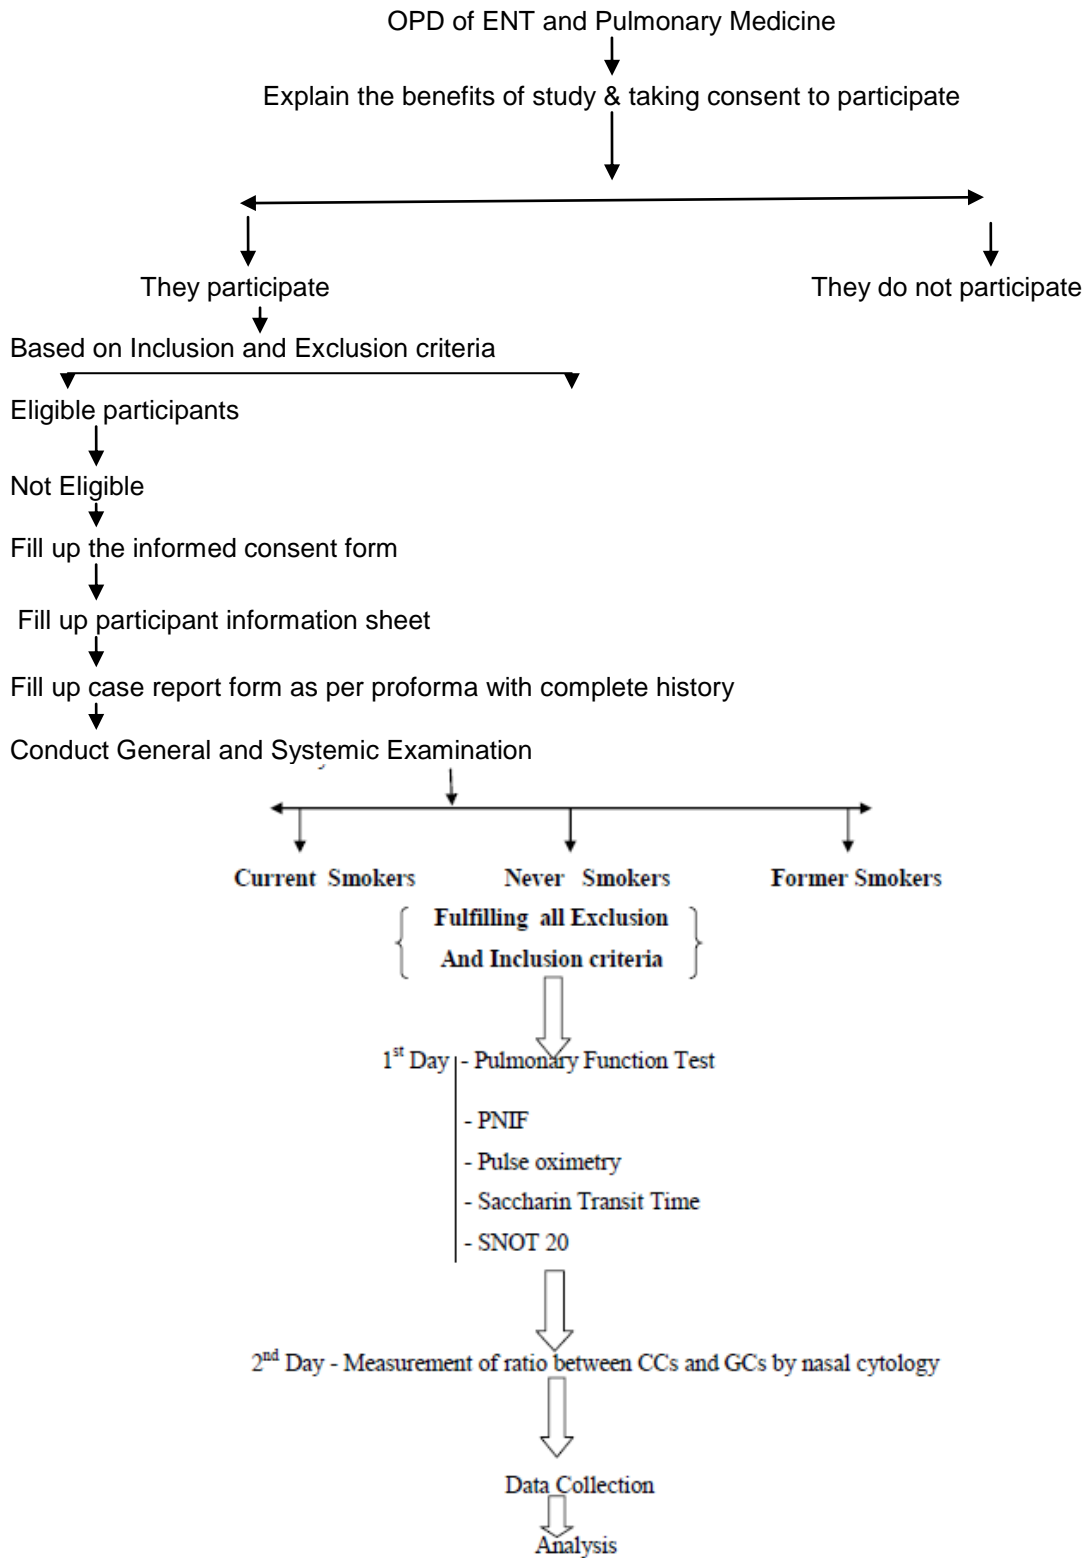 OPD of ENT and Pulmonary Medicine
Explain the benefits of study & taking consent to participate
They participate
They do not participate
Based on Inclusion and Exclusion criteria
Eligible participants
Not Eligible
Fill up the informed consent form
Fill up participant information sheet
Fill up case report form as per proforma with complete history
Conduct General and Systemic Examination
Current Smokers
Never Smokers
Former Smokers
Fulfilling all Exclusion
And Inclusion criteria
1st Day - Pulmonary Function Test
- PNIF
- Pulse oximetry
- Saccharin Transit Time
- SNOT 20
2nd Day - Measurement of ratio between CCs and GCs by nasal cytology
Data Collection
Analysis